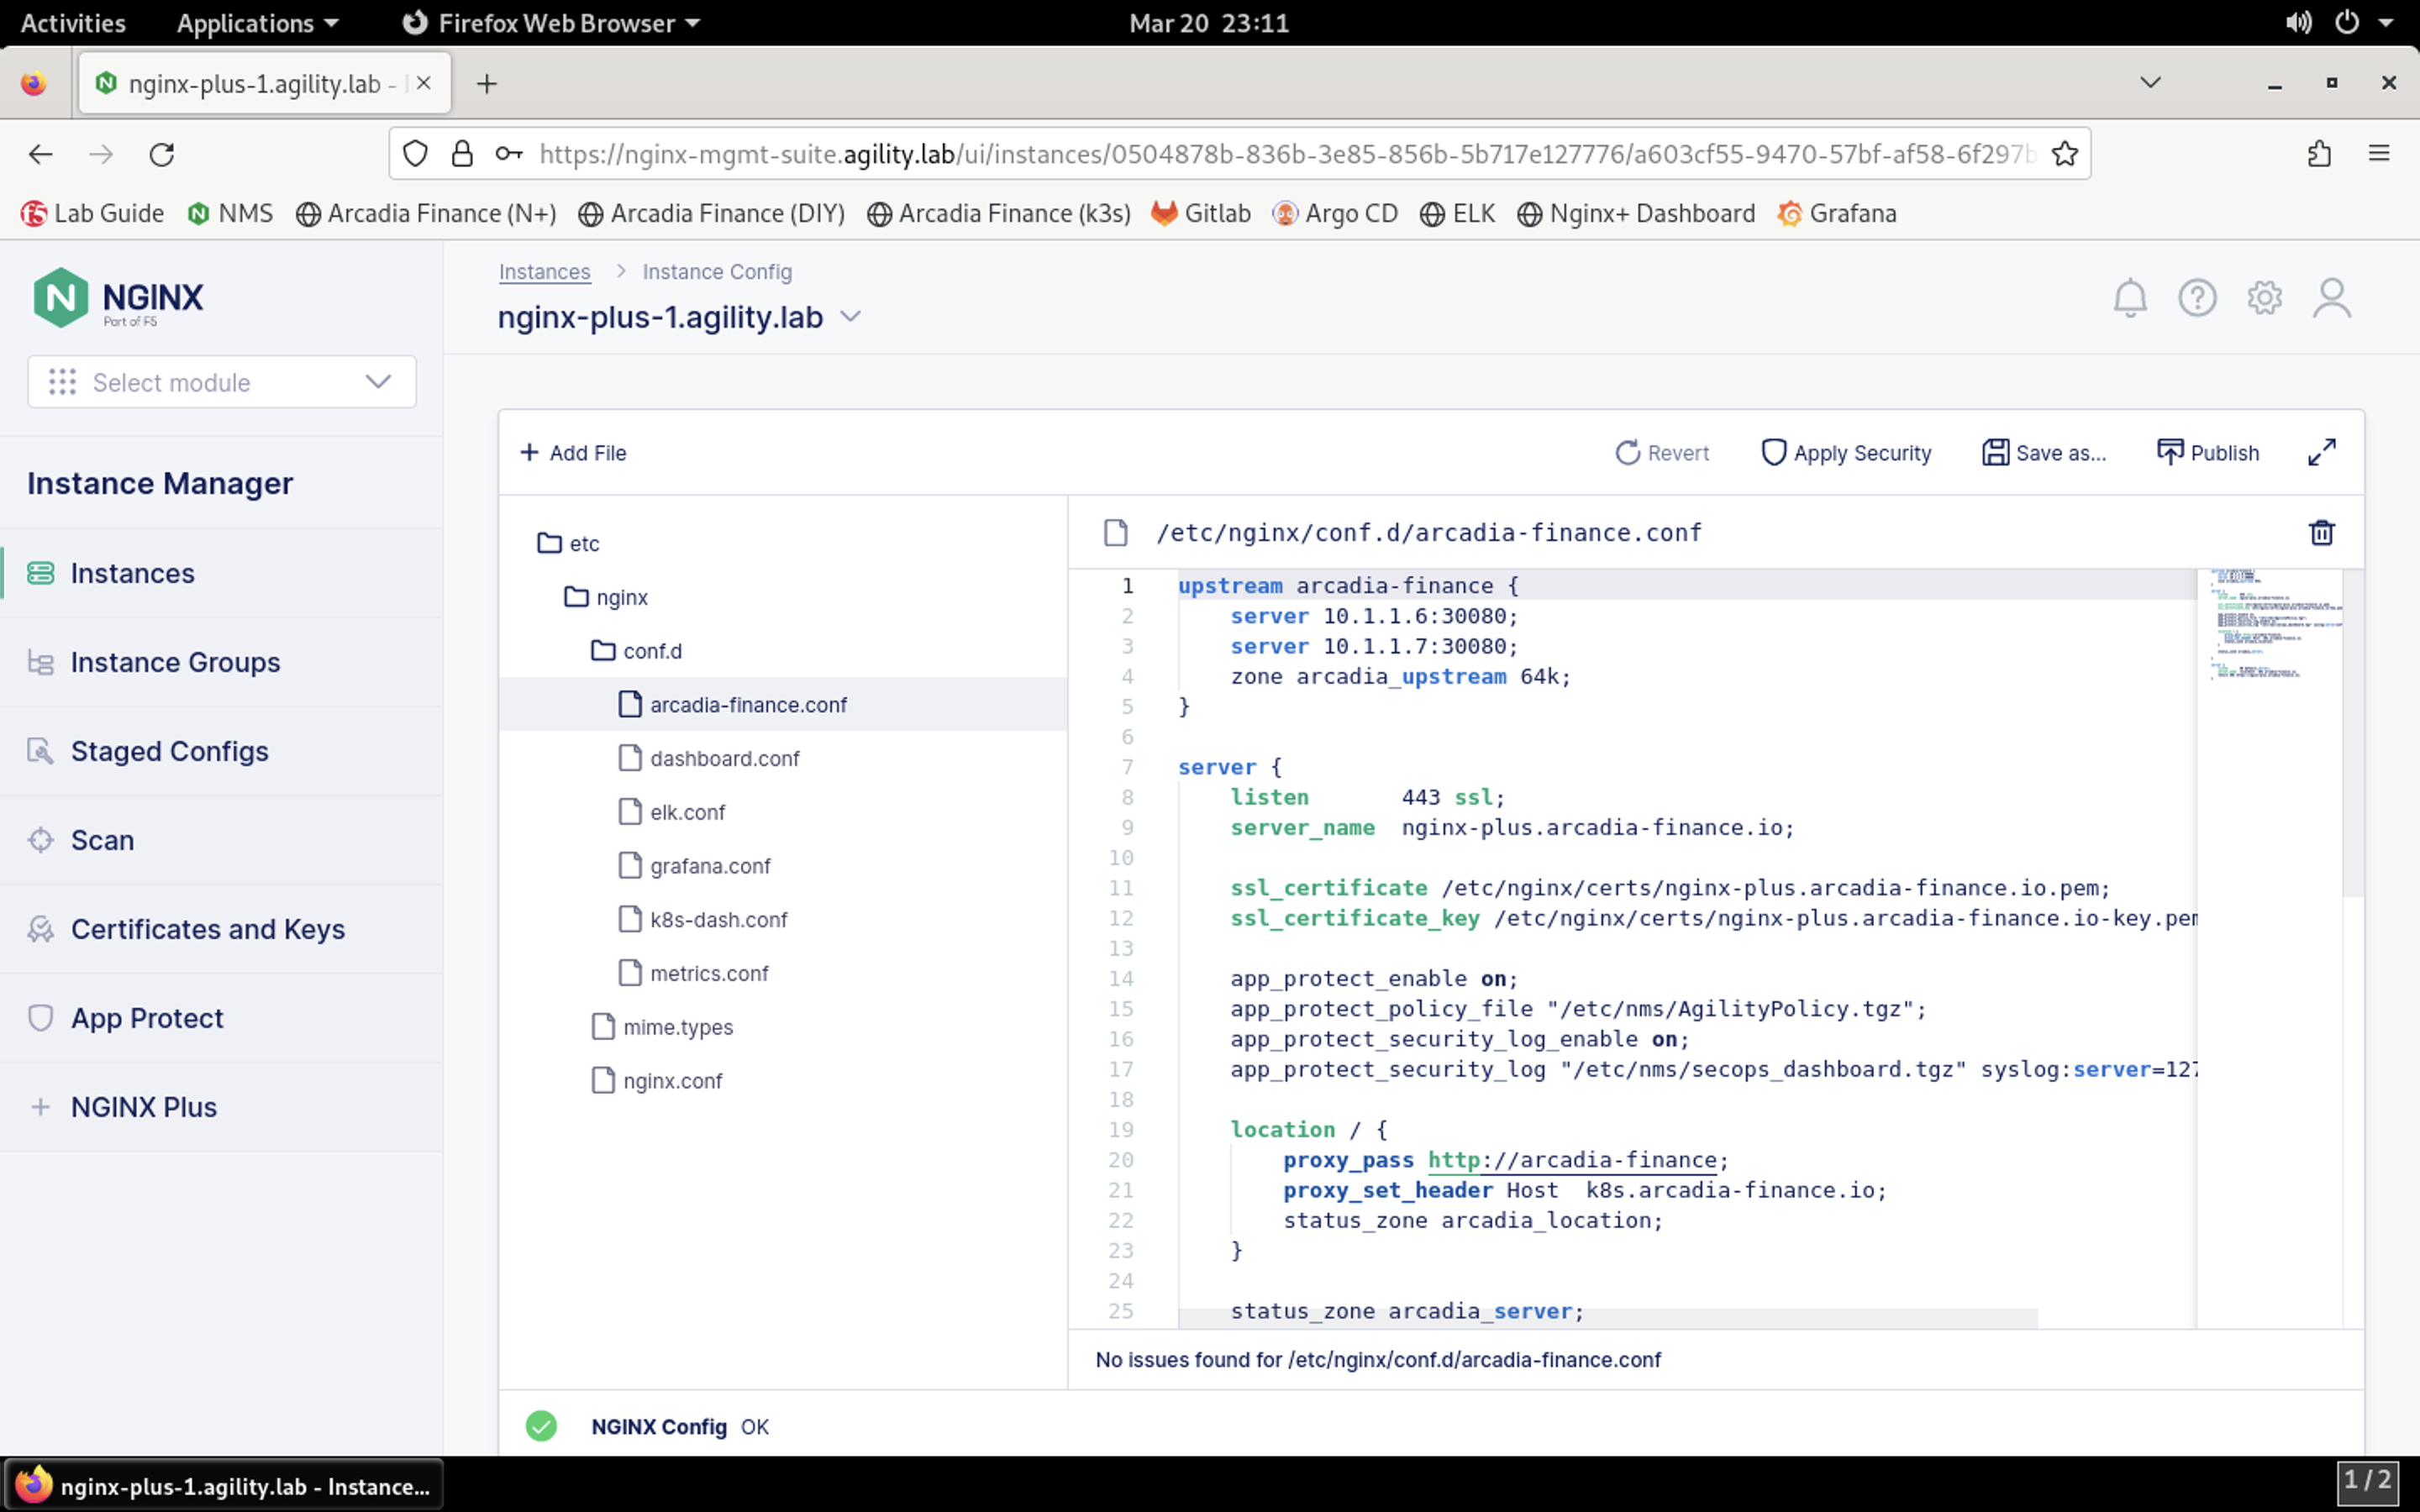 Activities Applications Firefox Web Browser Mar 20 23:11
nginx-plus-1.agility.lab -
https://nginx-mgmt-suite.agility.lab/ui/instances/0504878b-836b-3e85-856b-5b717e127776/a603cf55-9470-57bf-af58-6f297b
Lab Guide NMS Arcadia Finance (N+) Arcadia Finance (DIY) Arcadia Finance (k3s) Gitlab Argo CD ELK Nginx+ Dashboard Grafana
NGINX
Part of F5
Select module
Instance Manager
Instances
Instance Groups
Staged Configs
Scan
Certificates and Keys
App Protect
NGINX Plus
Instances > Instance Config
nginx-plus-1.agility.lab
+ Add File
Revert Apply Security Save as... Publish
etc
nginx
conf.d
arcadia-finance.conf
dashboard.conf
elk.conf
grafana.conf
k8s-dash.conf
metrics.conf
mime.types
nginx.conf
/etc/nginx/conf.d/arcadia-finance.conf
1 upstream arcadia-finance {
2 server 10.1.1.6:30080;
3 server 10.1.1.7:30080;
4 zone arcadia_upstream 64k;
5 }
6
7 server {
8 listen 443 ssl;
9 server_name nginx-plus.arcadia-finance.io;
10
11 ssl_certificate /etc/nginx/certs/nginx-plus.arcadia-finance.io.pem;
12 ssl_certificate_key /etc/nginx/certs/nginx-plus.arcadia-finance.io-key.pem
13
14 app_protect_enable on;
15 app_protect_policy_file "/etc/nms/AgilityPolicy.tgz";
16 app_protect_security_log_enable on;
17 app_protect_security_log "/etc/nms/secops_dashboard.tgz" syslog:server=127
18
19 location / {
20 proxy_pass http://arcadia-finance;
21 proxy_set_header Host k8s.arcadia-finance.io;
22 status_zone arcadia_location;
23 }
24
25 status_zone arcadia_server;
No issues found for /etc/nginx/conf.d/arcadia-finance.conf
NGINX Config OK
nginx-plus-1.agility.lab - Instance...
1 / 2